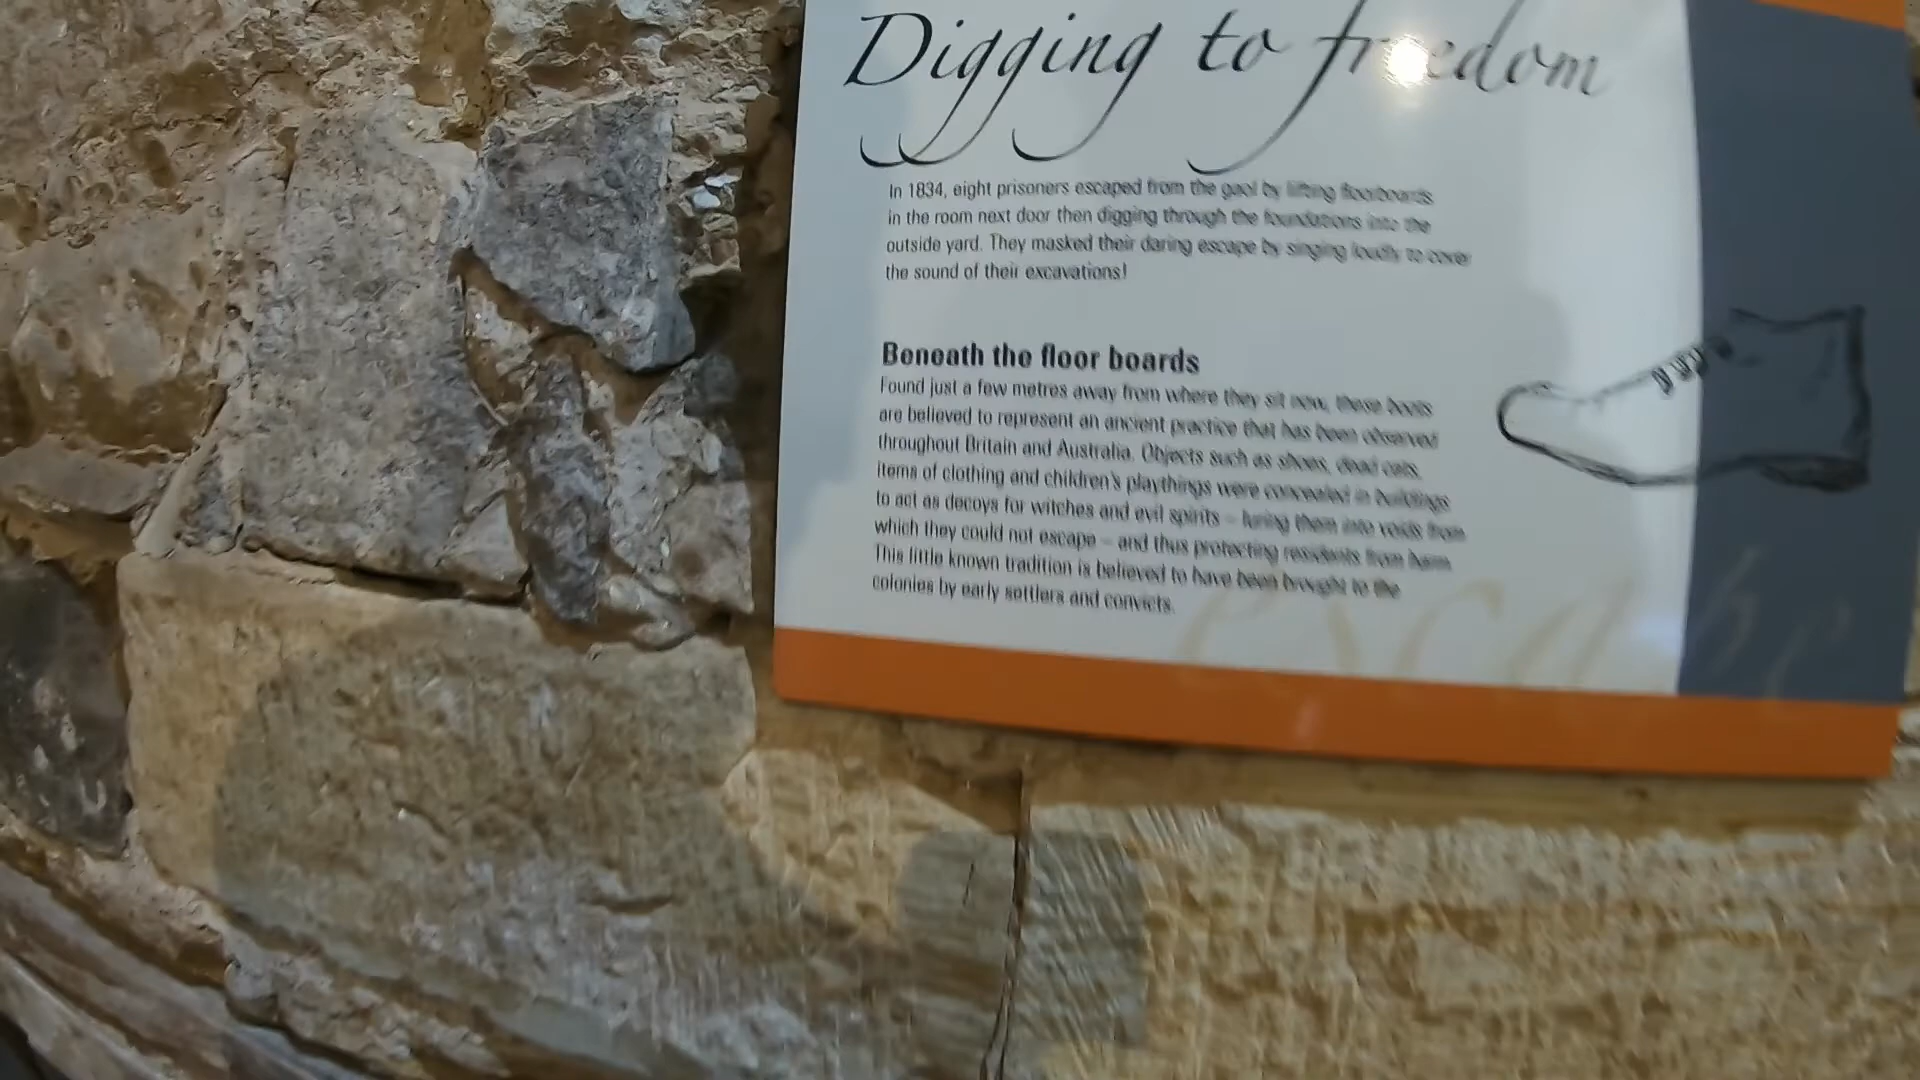 Digging to freedom
In 1834, eight prisoners escaped from the gaol by lifting floorboards
in the room next door then digging through the foundations into the
outside yard. They masked their daring escape by singing loudly to cover
the sound of their excavations!
Beneath the floor boards
Found just a few metres away from where they sit now, these boots
are believed to represent an ancient practice that has been observed
throughout Britain and Australia. Objects such as shoes, dead cats,
items of clothing and children's playthings were concealed in buildings
to act as decoys for witches and evil spirits – luring them into voids from
which they could not escape – and thus protecting residents from harm.
This little known tradition is believed to have been brought to the
colonies by early settlers and convicts.
escape